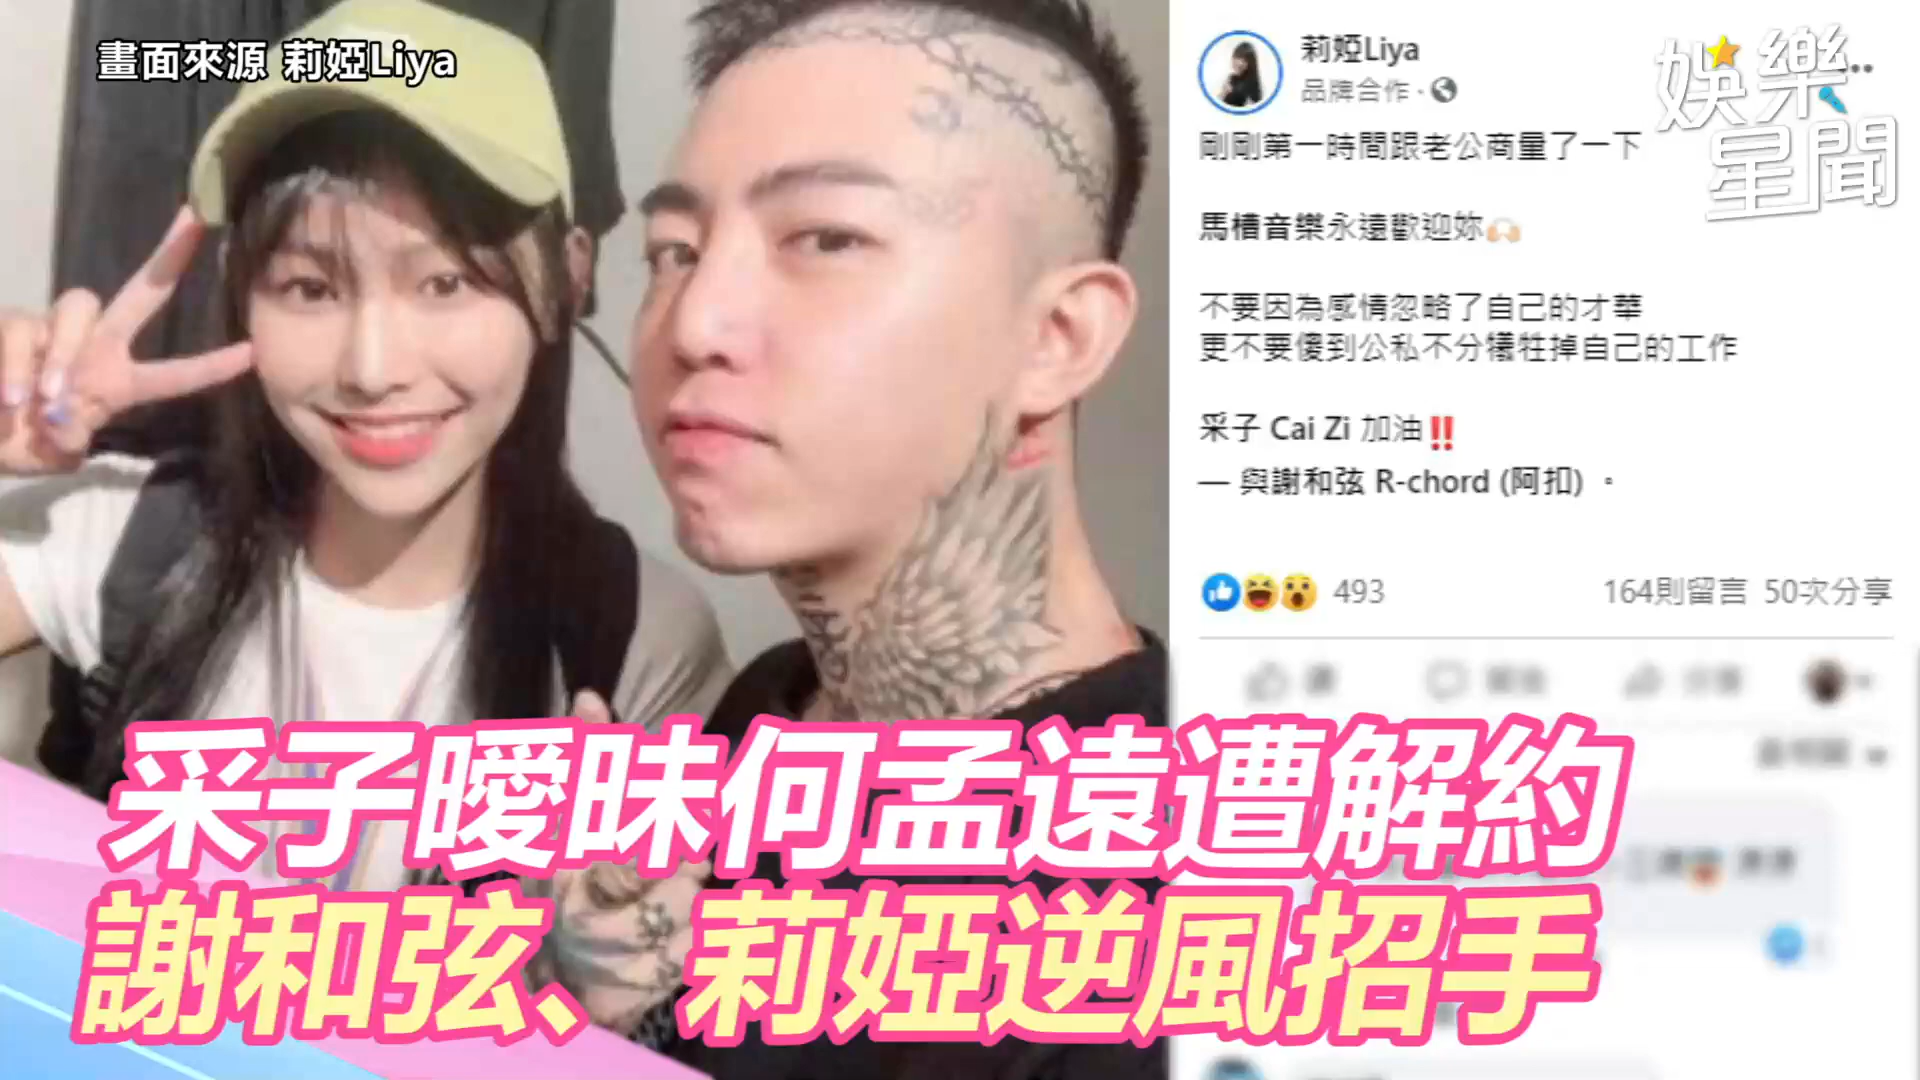 畫面來源 莉婭Liya
莉婭Liya
品牌合作·
娛樂
星聞
剛剛第一時間跟老公商量了一下
馬槽音樂永遠歡迎妳
不要因為感情忽略了自己的才華
更不要傻到公私不分犧牲掉自己的工作
采子 Cai Zi 加油‼
— 與謝和弦 R-chord (阿扣) 。
493
164則留言 50次分享
采子曖昧何孟遠遭解約
謝和弦、莉婭逆風招手